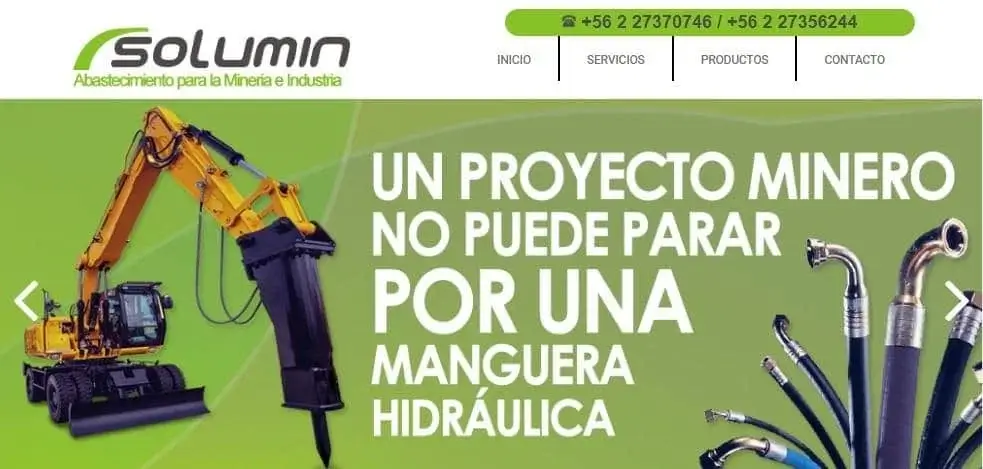 SOLUMIN
Abastecimiento para la Mineria e Industria
☎ +56 2 27370746 / +56 2 27356244
INICIO
SERVICIOS
PRODUCTOS
CONTACTO
UN PROYECTO MINERO
NO PUEDE PARAR
POR UNA
MANGUERA
HIDRÁULICA